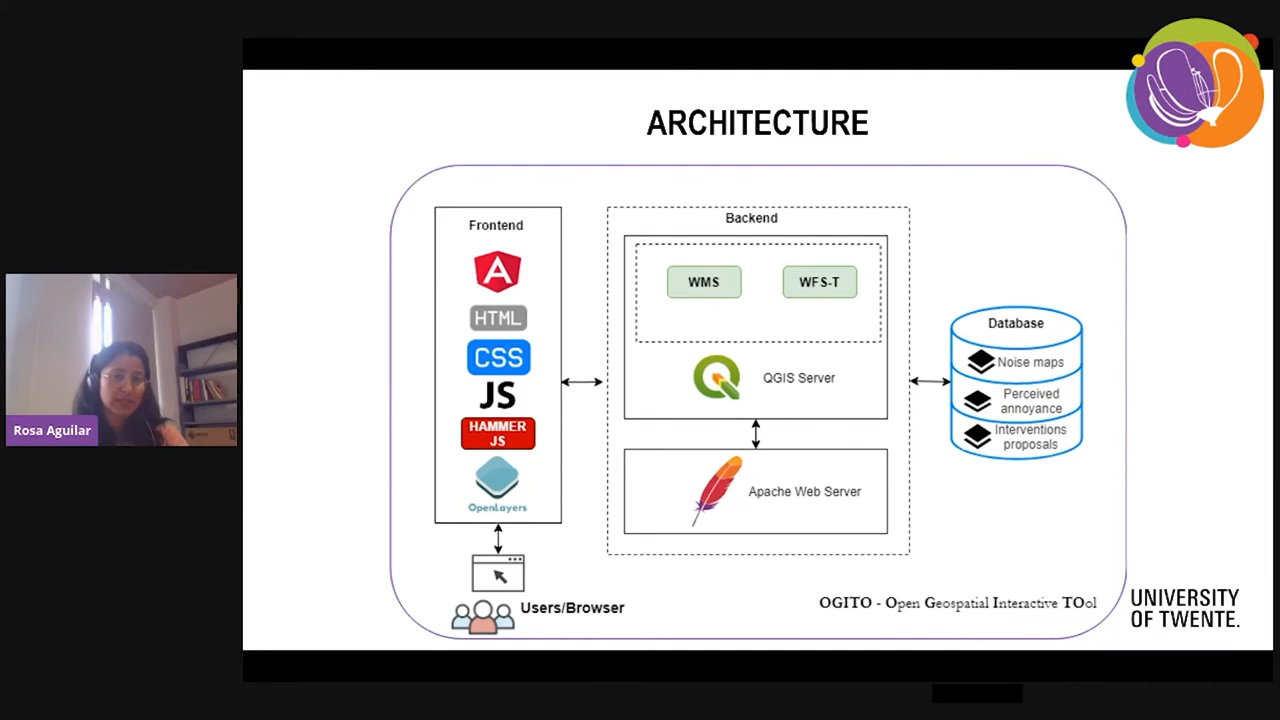 ARCHITECTURE
Frontend
A
HTML
CSS
JS
HAMMER
JS
OpenLayers
Users/Browser
Backend
WMS
WFS-T
QGIS Server
Apache Web Server
Database
Noise maps
Perceived
annoyance
Interventions
proposals
OGITO - Open Geospatial Interactive TOol
UNIVERSITY
OF TWENTE.
Rosa Aguilar